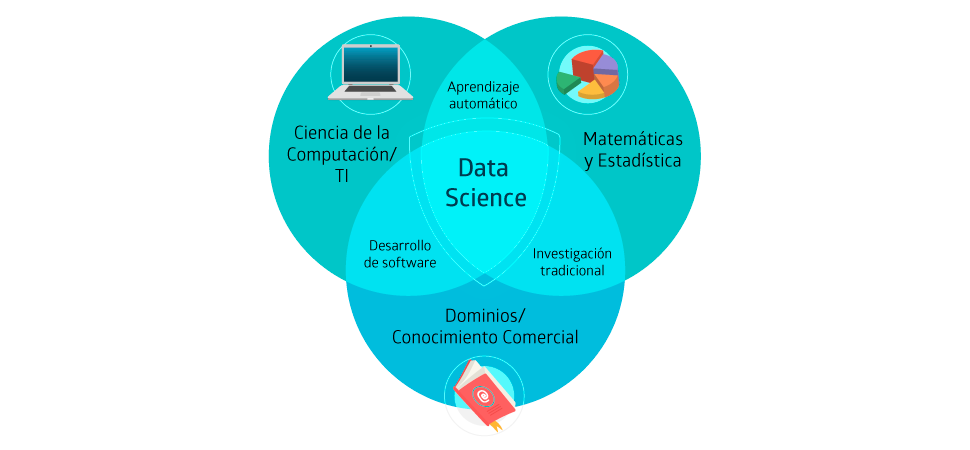 Aprendizaje
automático
Ciencia de la
Computación/
TI
Matemáticas
y Estadística
Data
Science
Desarrollo
de software
Investigación
tradicional
Dominios/
Conocimiento Comercial